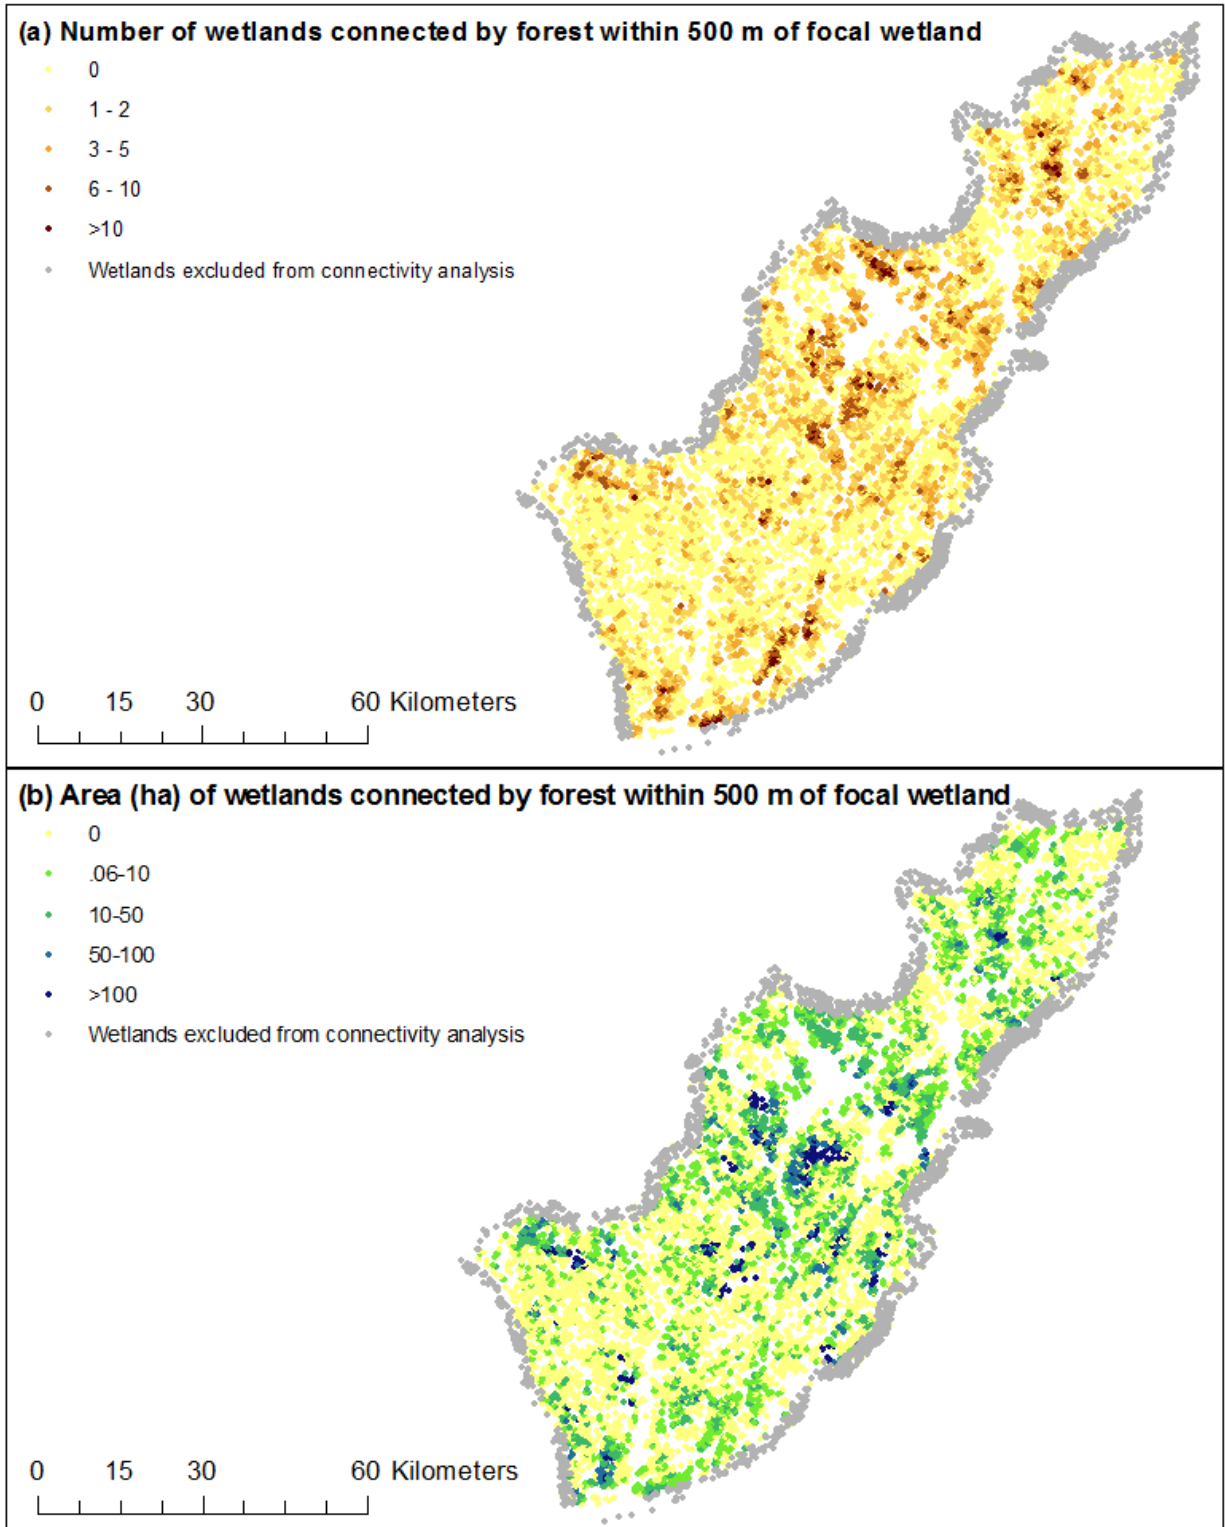 (a) Number of wetlands connected by forest within 500 m of focal wetland
0
1 - 2
3 - 5
6 - 10
>10
Wetlands excluded from connectivity analysis
0 15 30 60 Kilometers
(b) Area (ha) of wetlands connected by forest within 500 m of focal wetland
0
.06-10
10-50
50-100
>100
Wetlands excluded from connectivity analysis
0 15 30 60 Kilometers